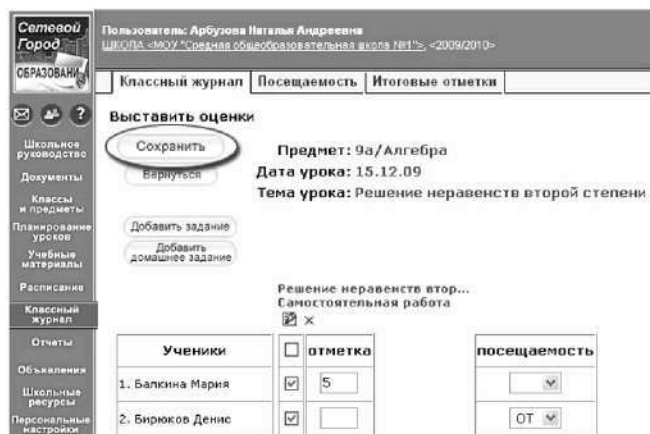 Сетевой
Город
ОБРАЗОВАНИ
Пользователь: Арбузова Наталья Андреевна
ШКОЛА <МОУ "Средняя общеобразовательная школа №1">, <2009/2010>
Классный журнал Посещаемость Итоговые отметки
?
Школьное
руководство
Документы
Классы
и предметы
Планирование
уроков
Учебные
материалы
Расписание
Классный
журнал
Отчеты
Объявления
Школьные
ресурсы
Персональные
настройки
Выставить оценки
Сохранить
Вернуться
Предмет: 9а/Алгебра
Дата урока: 15.12.09
Тема урока: Решение неравенств второй степени
Добавить задание
Добавить
домашнее задание
Решение неравенств втор...
Самостоятельная работа
Ученики отметка посещаемость
1. Балкина Мария 5
2. Бирюков Денис ОТ